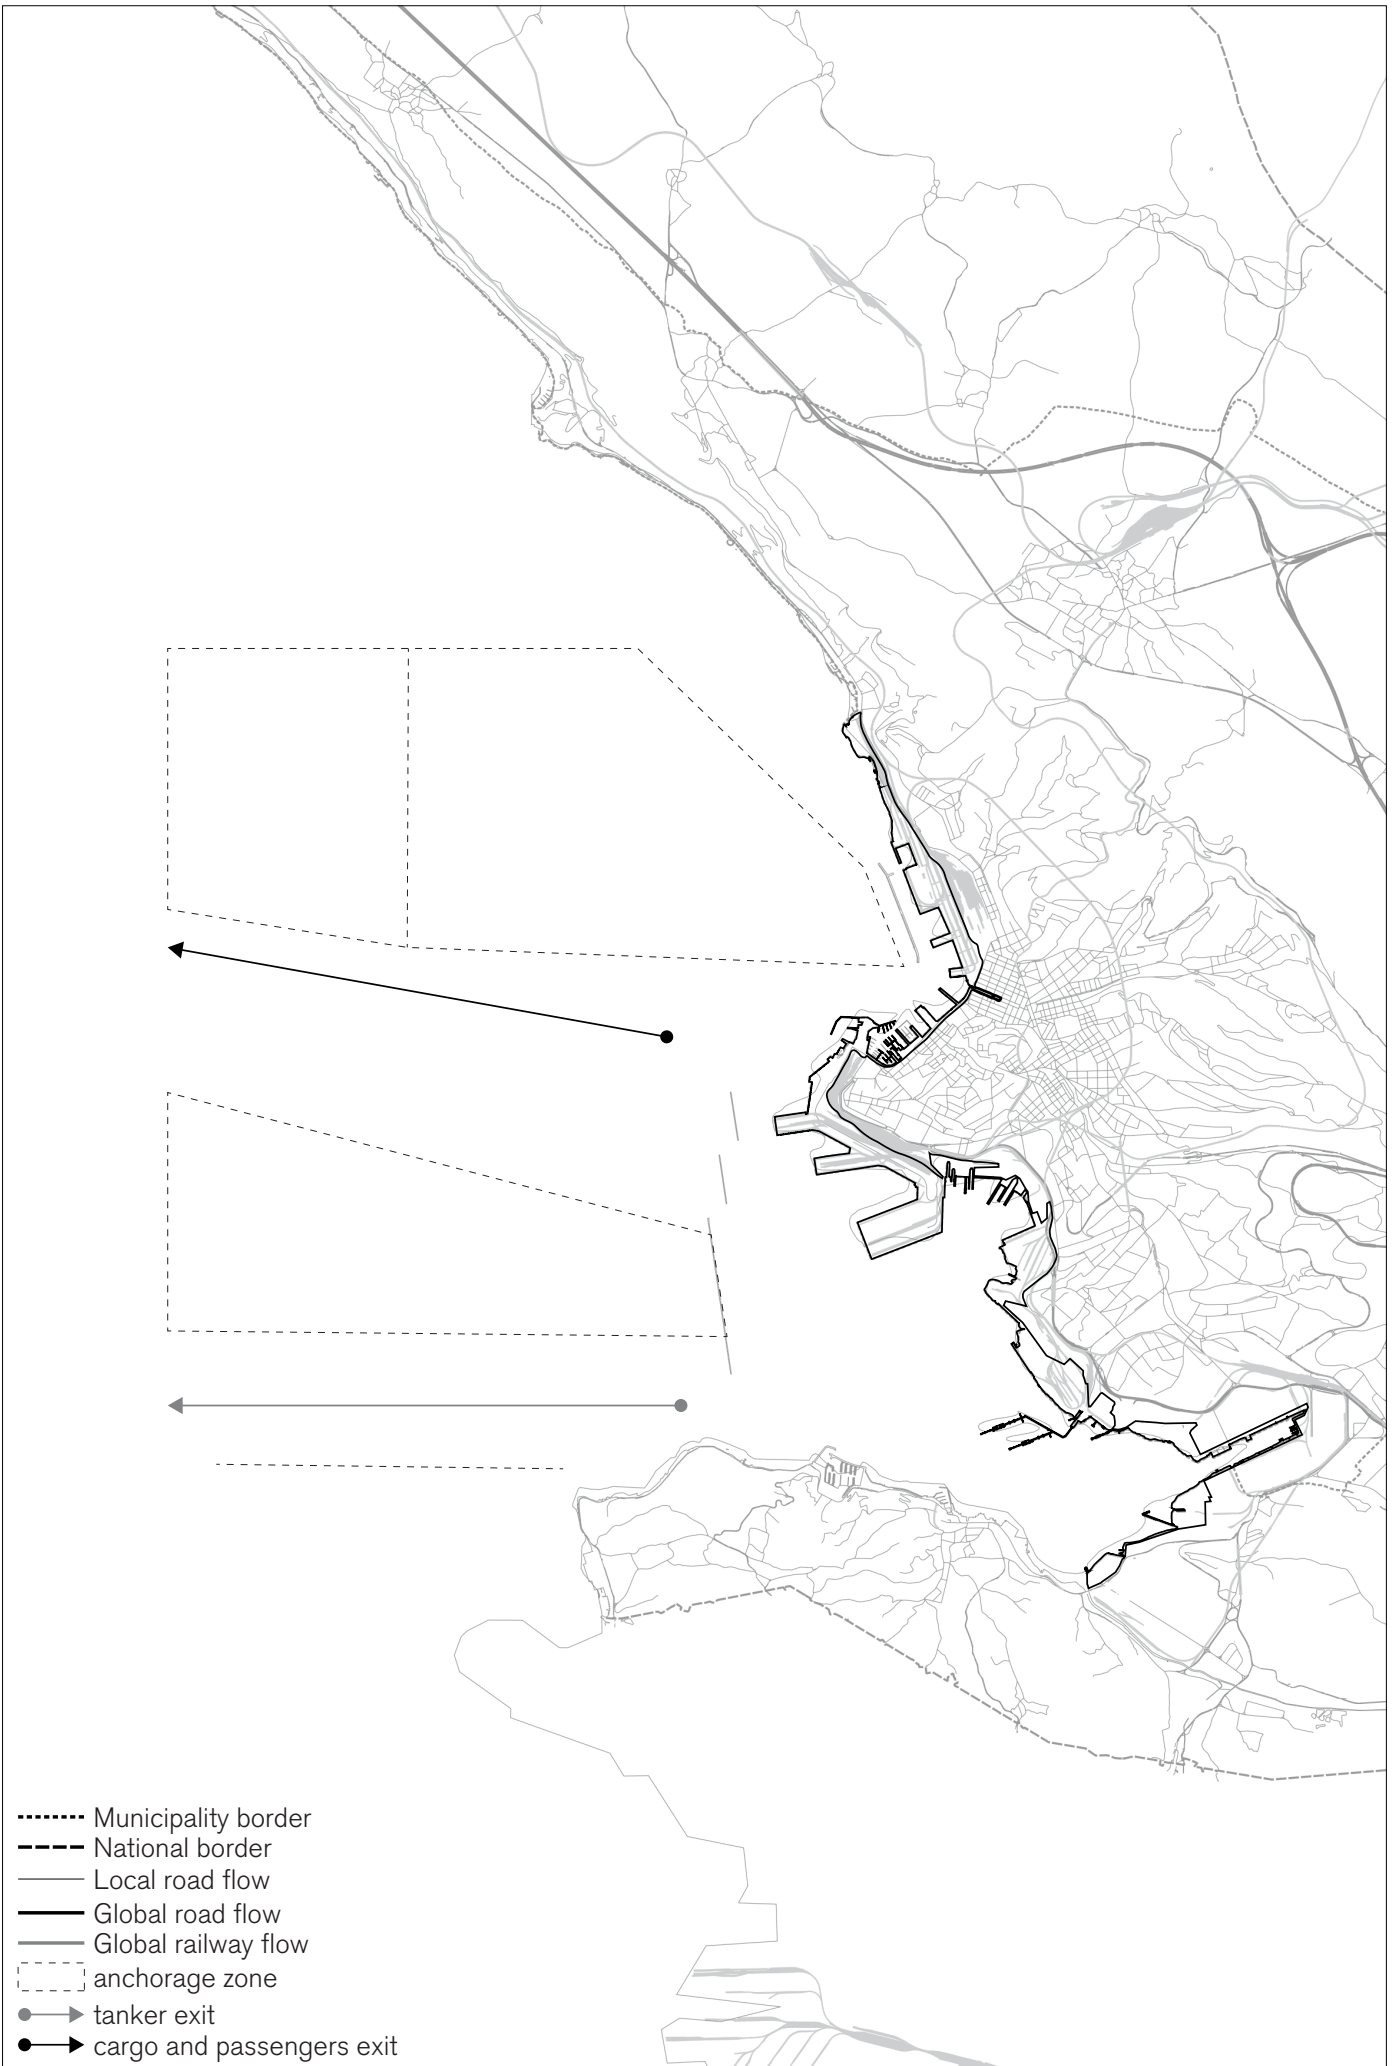 Municipality border
National border
Local road flow
Global road flow
Global railway flow
anchorage zone
tanker exit
cargo and passengers exit